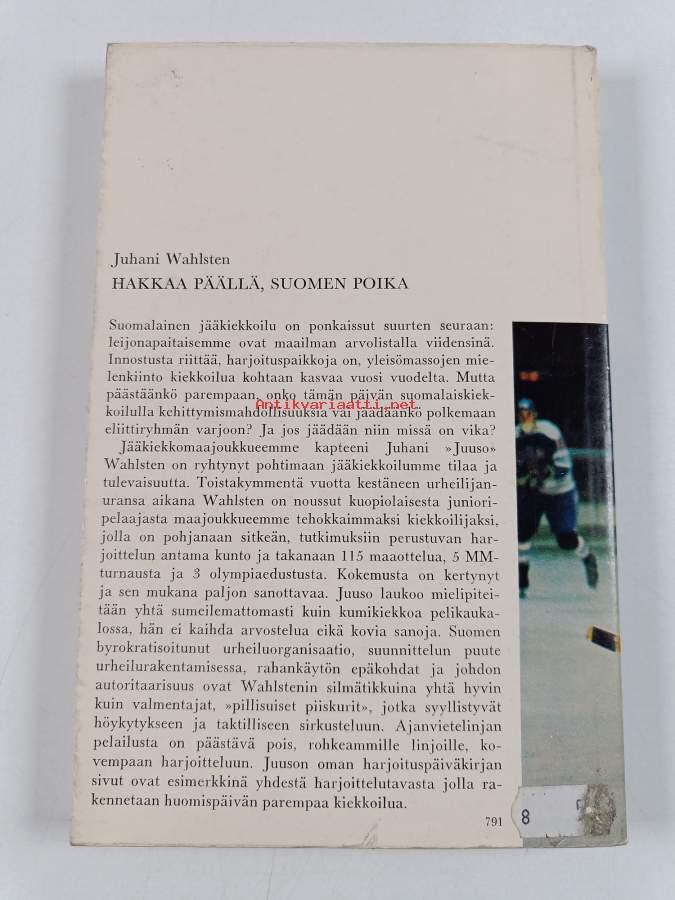 Juhani Wahlsten
HAKKAA PÄÄLLÄ, SUOMEN POIKA
Suomalainen jääkiekkoilu on ponkaissut suurten seuraan:
leijonapaitaisemme ovat maailman arvolistalla viidensinä.
Innostusta riittää, harjoituspaikkoja on, yleisömassojen mie-
lenkiinto kiekkoilua kohtaan kasvaa vuosi vuodelta. Mutta
päästäänkö parempaan, onko tämän päivän suomalaiskiek-
Antikvariaatti.net
koilulla kehittymismahdollisuuksia vai jäädäänkö polkemaan
eliittiryhmän varjoon? Ja jos jäädään niin missä on vika?
Jääkiekkomaajoukkueemme kapteeni Juhani »Juuso»
Wahlsten on ryhtynyt pohtimaan jääkiekkoilumme tilaa ja
tulevaisuutta. Toistakymmentä vuotta kestäneen urheilijan-
uransa aikana Wahlsten on noussut kuopiolaisesta juniori-
pelaajasta maajoukkueemme tehokkaimmaksi kiekkoilijaksi,
jolla on pohjanaan sitkeän, tutkimuksiin perustuvan har-
joittelun antama kunto ja takanaan 115 maaottelua, 5 MM-
turnausta ja 3 olympiaedustusta. Kokemusta on kertynyt
ja sen mukana paljon sanottavaa. Juuso laukoo mielipitei-
tään yhtä sumeilemattomasti kuin kumikiekkoa pelikauka-
lossa, hän ei kaihda arvostelua eikä kovia sanoja. Suomen
byrokratisoitunut urheiluorganisaatio, suunnittelun puute
urheilurakentamisessa, rahankäytön epäkohdat ja johdon
autoritaarisuus ovat Wahlstenin silmätikkuina yhtä hyvin
kuin valmentajat, »pillisuiset piiskurit», jotka syyllistyvät
höykytykseen ja taktilliseen sirkusteluun. Ajanvietelinjan
pelailusta on päästävä pois, rohkeammille linjoille, ko-
vempaan harjoitteluun. Juuson oman harjoituspäiväkirjan
sivut ovat esimerkkinä yhdestä harjoittelutavasta jolla ra-
kennetaan huomispäivän parempaa kiekkoilua.
791
8